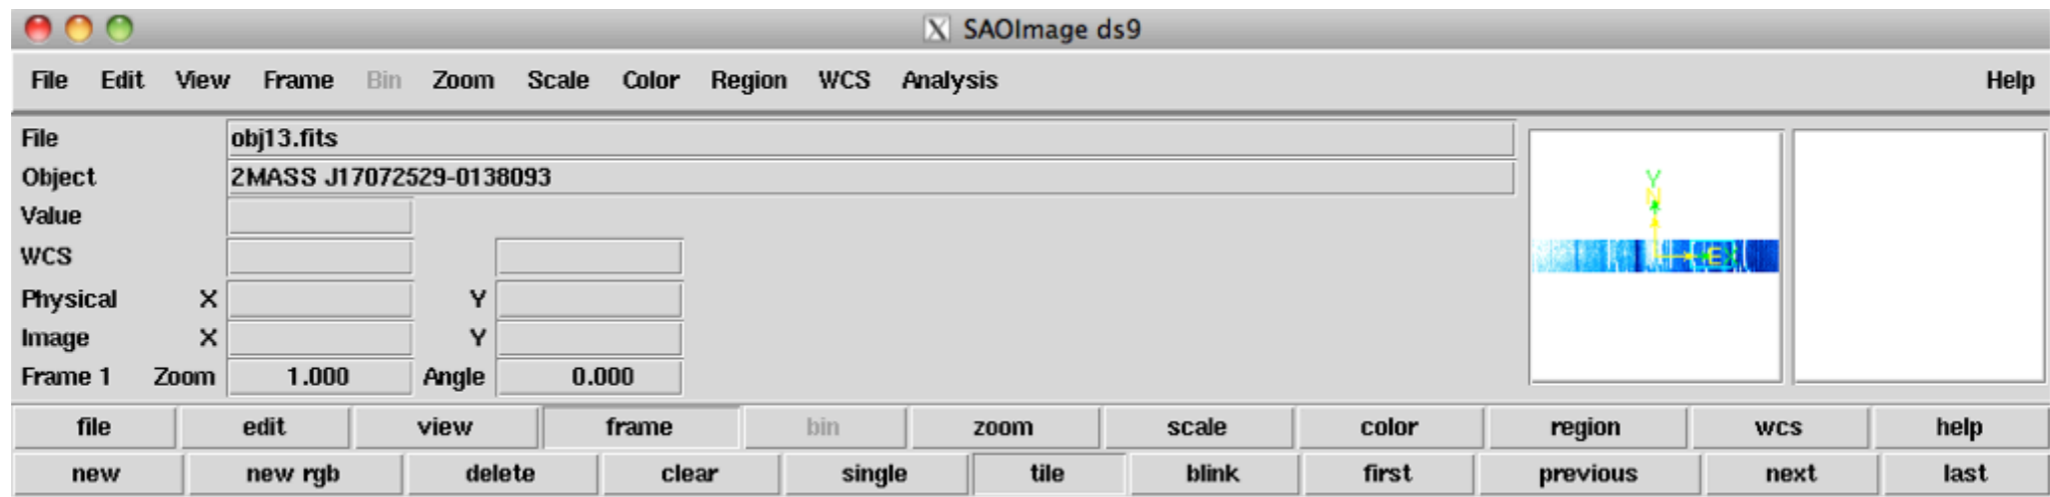 X SAOImage ds9
File Edit View Frame Bin Zoom Scale Color Region WCS Analysis Help
File obj13.fits
Object 2MASS J17072529-0138093
Value
WCS
Physical X Y
Image X Y
Frame 1 Zoom 1.000 Angle 0.000
Y
N
E X
file edit view frame bin zoom scale color region wcs help
new new rgb delete clear single tile blink first previous next last